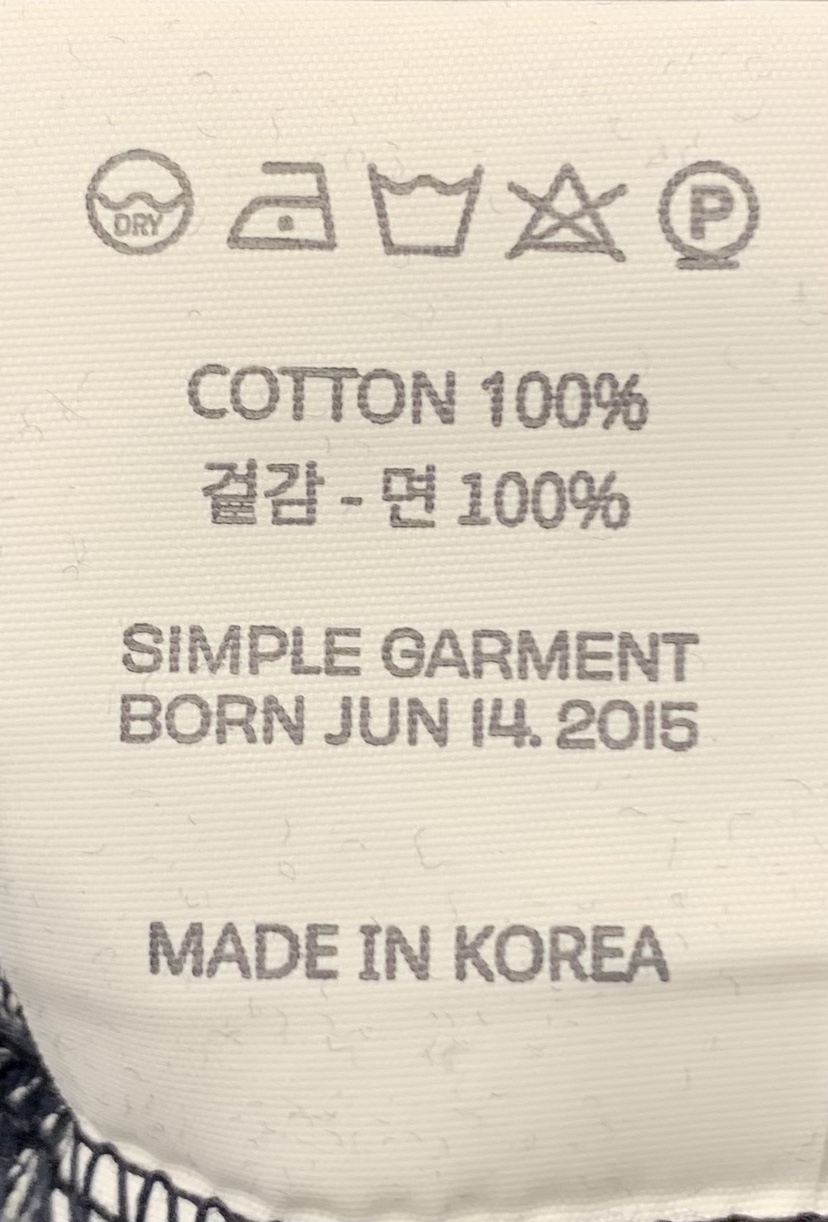 DRY P
COTTON 100%
겉감 - 면 100%
SIMPLE GARMENT
BORN JUN 14. 2015
MADE IN KOREA